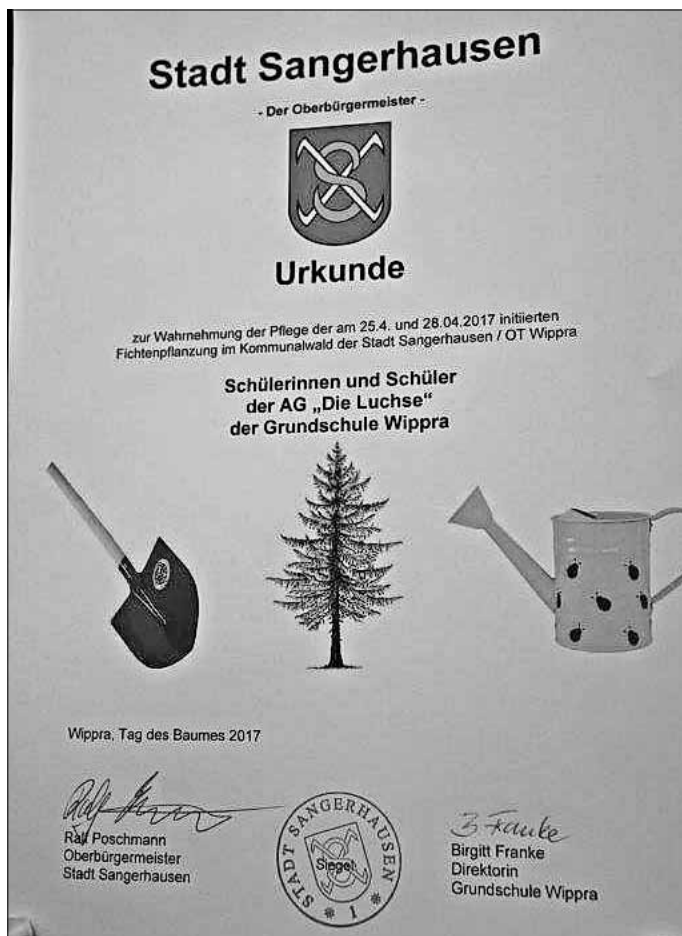 Stadt Sangerhausen
- Der Oberbürgermeister -
Urkunde
zur Wahrnehmung der Pflege der am 25.4. und 28.04.2017 initiierten
Fichtenpflanzung im Kommunalwald der Stadt Sangerhausen / OT Wippra
Schülerinnen und Schüler
der AG „Die Luchse“
der Grundschule Wippra
Wippra, Tag des Baumes 2017
Ralf Poschmann
Oberbürgermeister
Stadt Sangerhausen
STADT SANGERHAUSEN
Siegel
* 1 *
B. Franke
Birgitt Franke
Direktorin
Grundschule Wippra